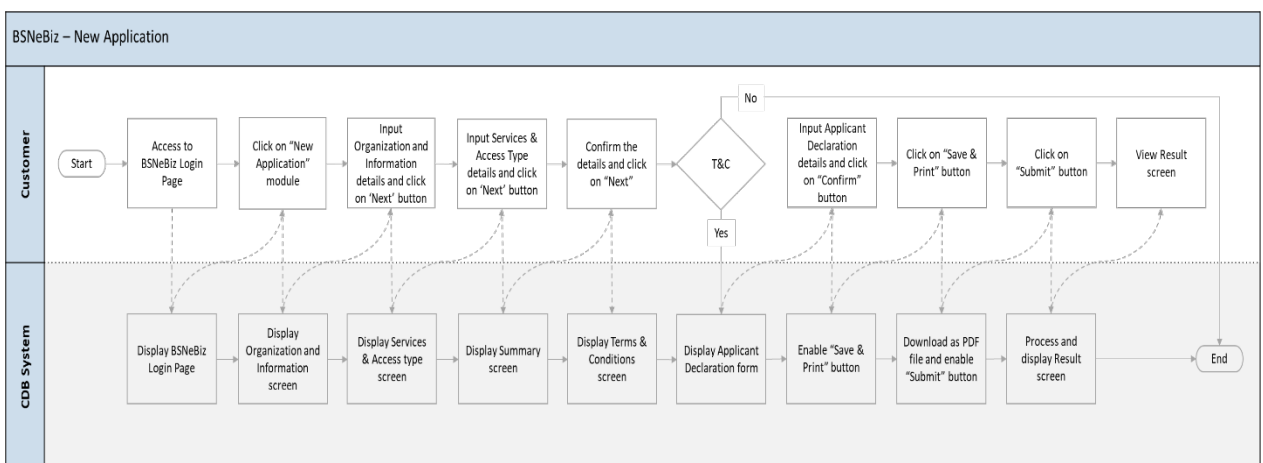 BSNeBiz – New Application
Customer
Start
Access to
BSNeBiz Login
Page
Click on “New
Application”
module
Input
Organization and
Information
details and click
on ‘Next’ button
Input Services &
Access Type
details and click
on ‘Next’ button
Confirm the
details and click
on “Next”
T&C
No
Yes
Input Applicant
Declaration
details and click
on “Confirm”
button
Click on “Save &
Print” button
Click on
“Submit” button
View Result
screen
CDB System
Display BSNeBiz
Login Page
Display
Organization and
Information
screen
Display Services
& Access type
screen
Display Summary
screen
Display Terms &
Conditions
screen
Display Applicant
Declaration form
Enable “Save &
Print” button
Download as PDF
file and enable
“Submit” button
Process and
display Result
screen
End